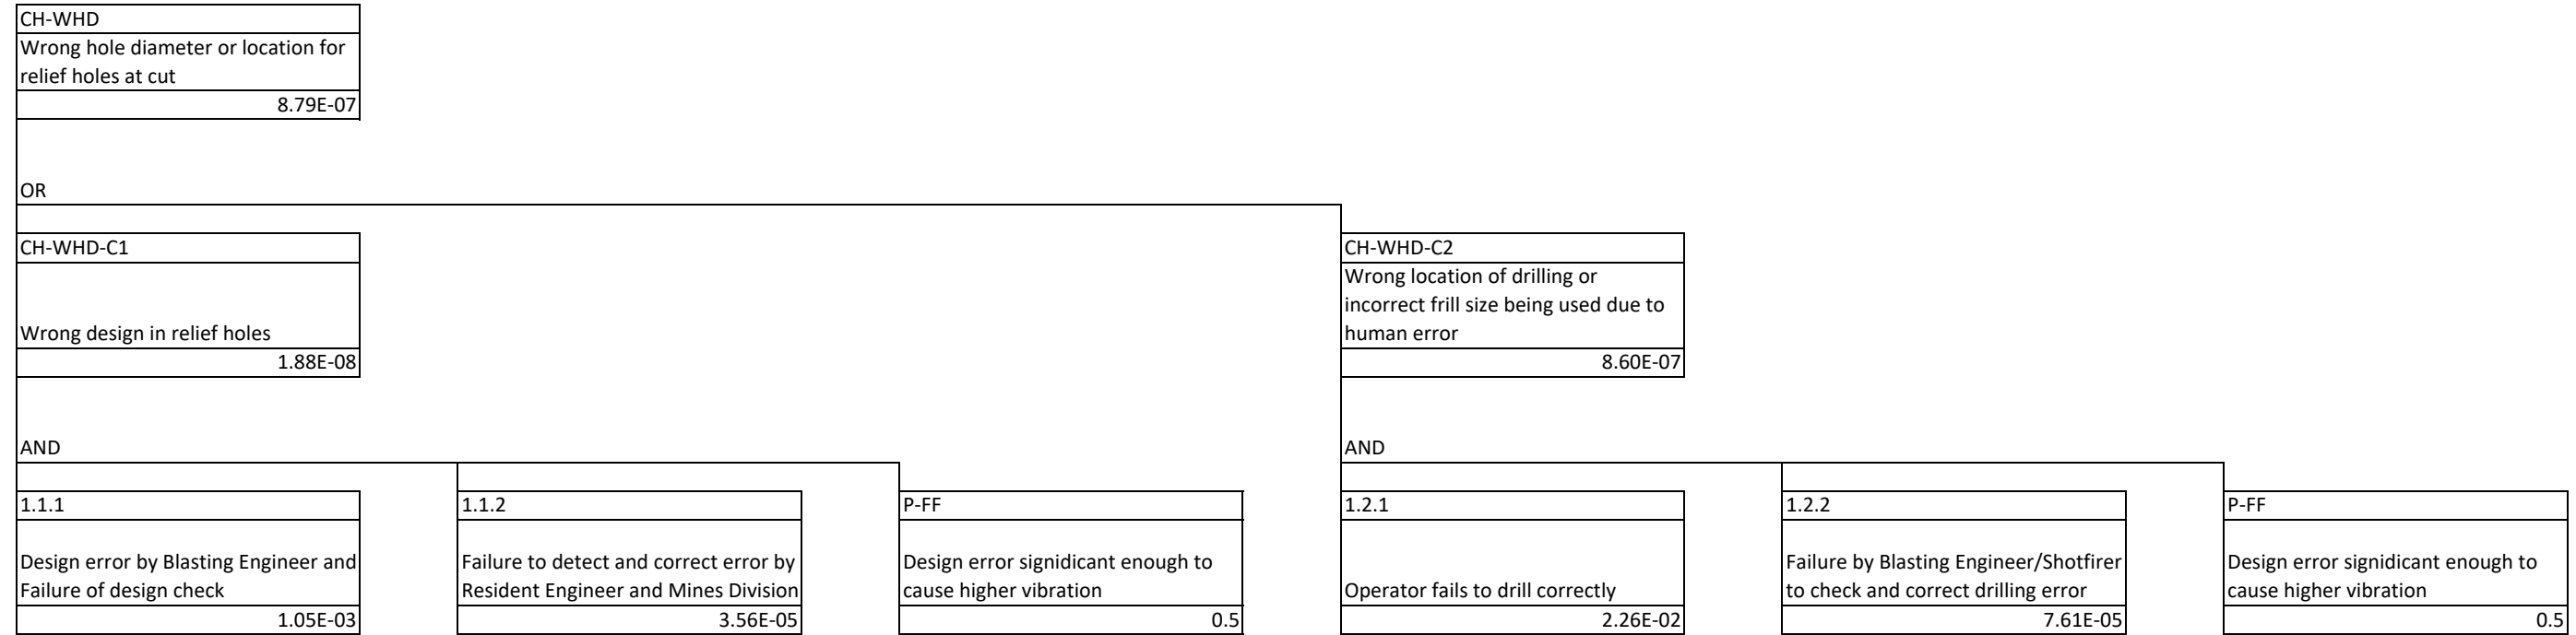 CH-WHD
Wrong hole diameter or location for
relief holes at cut
8.79E-07
OR
CH-WHD-C1
Wrong design in relief holes
1.88E-08
CH-WHD-C2
Wrong location of drilling or
incorrect frill size being used due to
human error
8.60E-07
AND
AND
1.1.1
Design error by Blasting Engineer and
Failure of design check
1.05E-03
1.1.2
Failure to detect and correct error by
Resident Engineer and Mines Division
3.56E-05
P-FF
Design error signidicant enough to
cause higher vibration
0.5
1.2.1
Operator fails to drill correctly
2.26E-02
1.2.2
Failure by Blasting Engineer/Shotfirer
to check and correct drilling error
7.61E-05
P-FF
Design error signidicant enough to
cause higher vibration
0.5